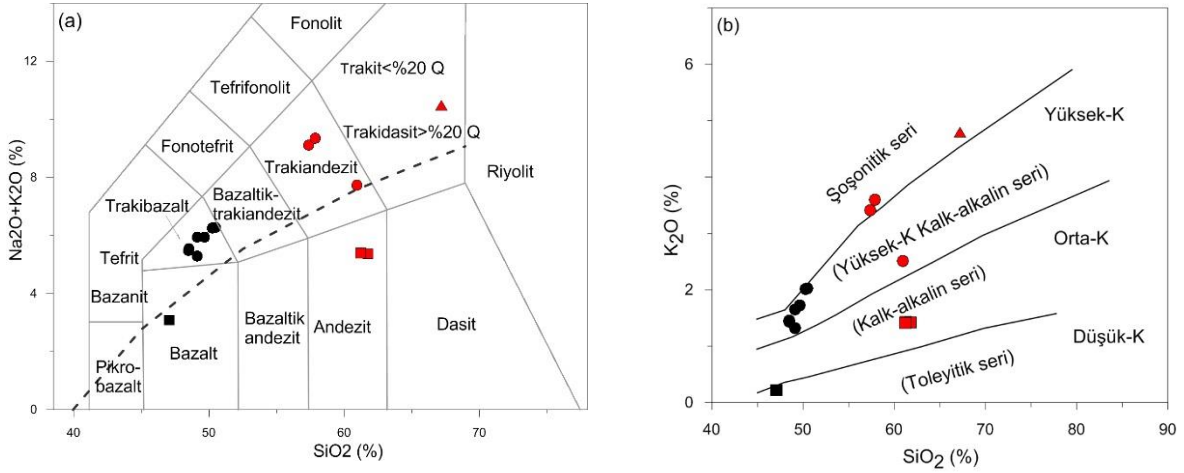 (a)
Fonolit
Trakit<%20 Q
Tefrifonolit
Fonotefrit
Trakidasit>%20 Q
Trakiandezit
Riyolit
Trakibazalt
Bazaltik-
trakiandezit
Tefrit
Bazanit
Pikro-
bazalt
Bazalt
Bazaltik
andezit
Andezit
Dasit
Na2O+K2O (%)
12
8
4
0
40
50
60
70
SiO2 (%)
(b)
Yüksek-K
Şoşonitik seri
(Yüksek-K Kalk-alkalin seri)
Orta-K
(Kalk-alkalin seri)
Düşük-K
(Toleyitik seri)
K2O (%)
6
2
2
0
40
50
60
70
80
90
SiO2 (%)